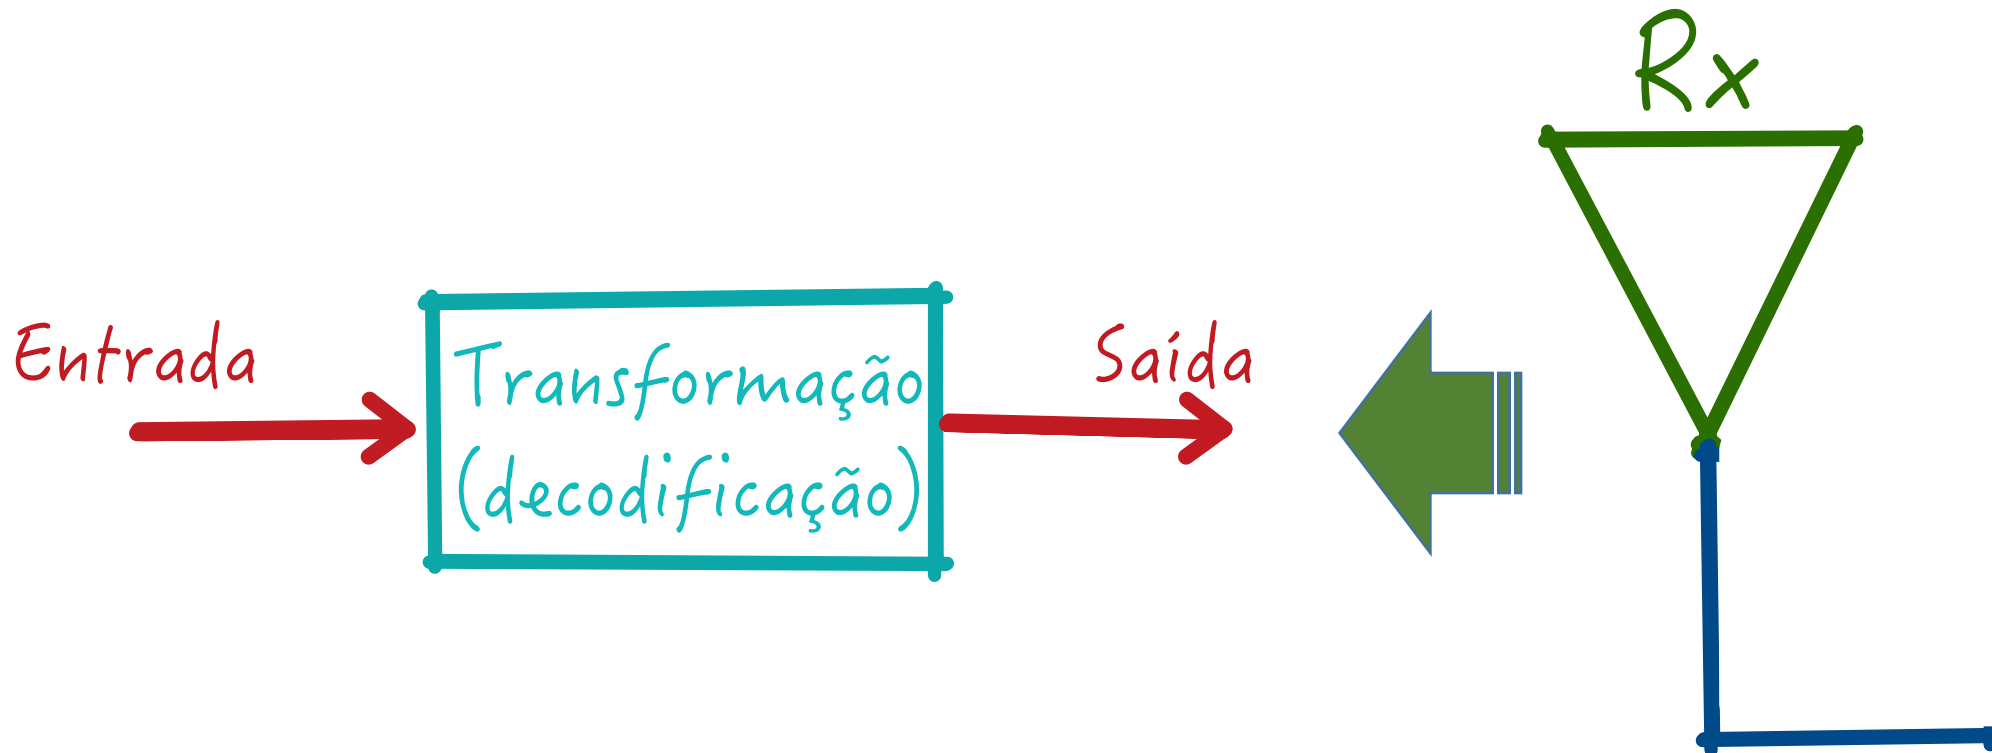 Rx
Entrada
Transformação
(decodificação)
Saída